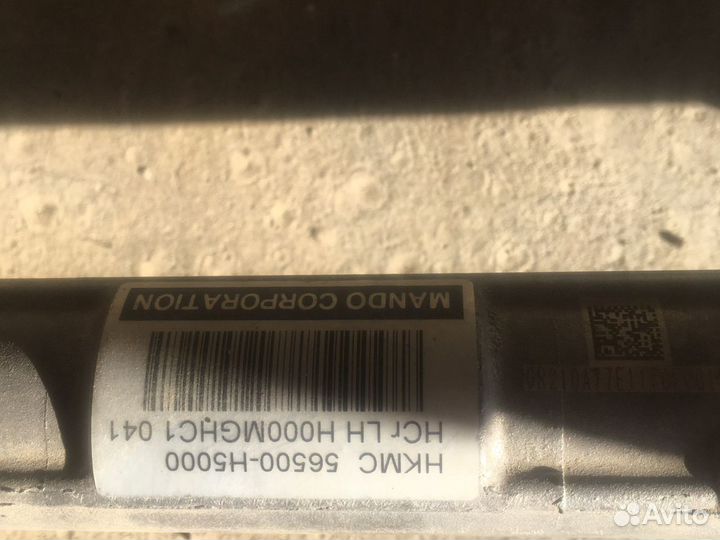 HKMC 56500-H5000
HCr LH H000MGHC1 041
MANDO CORPORATION
Avito